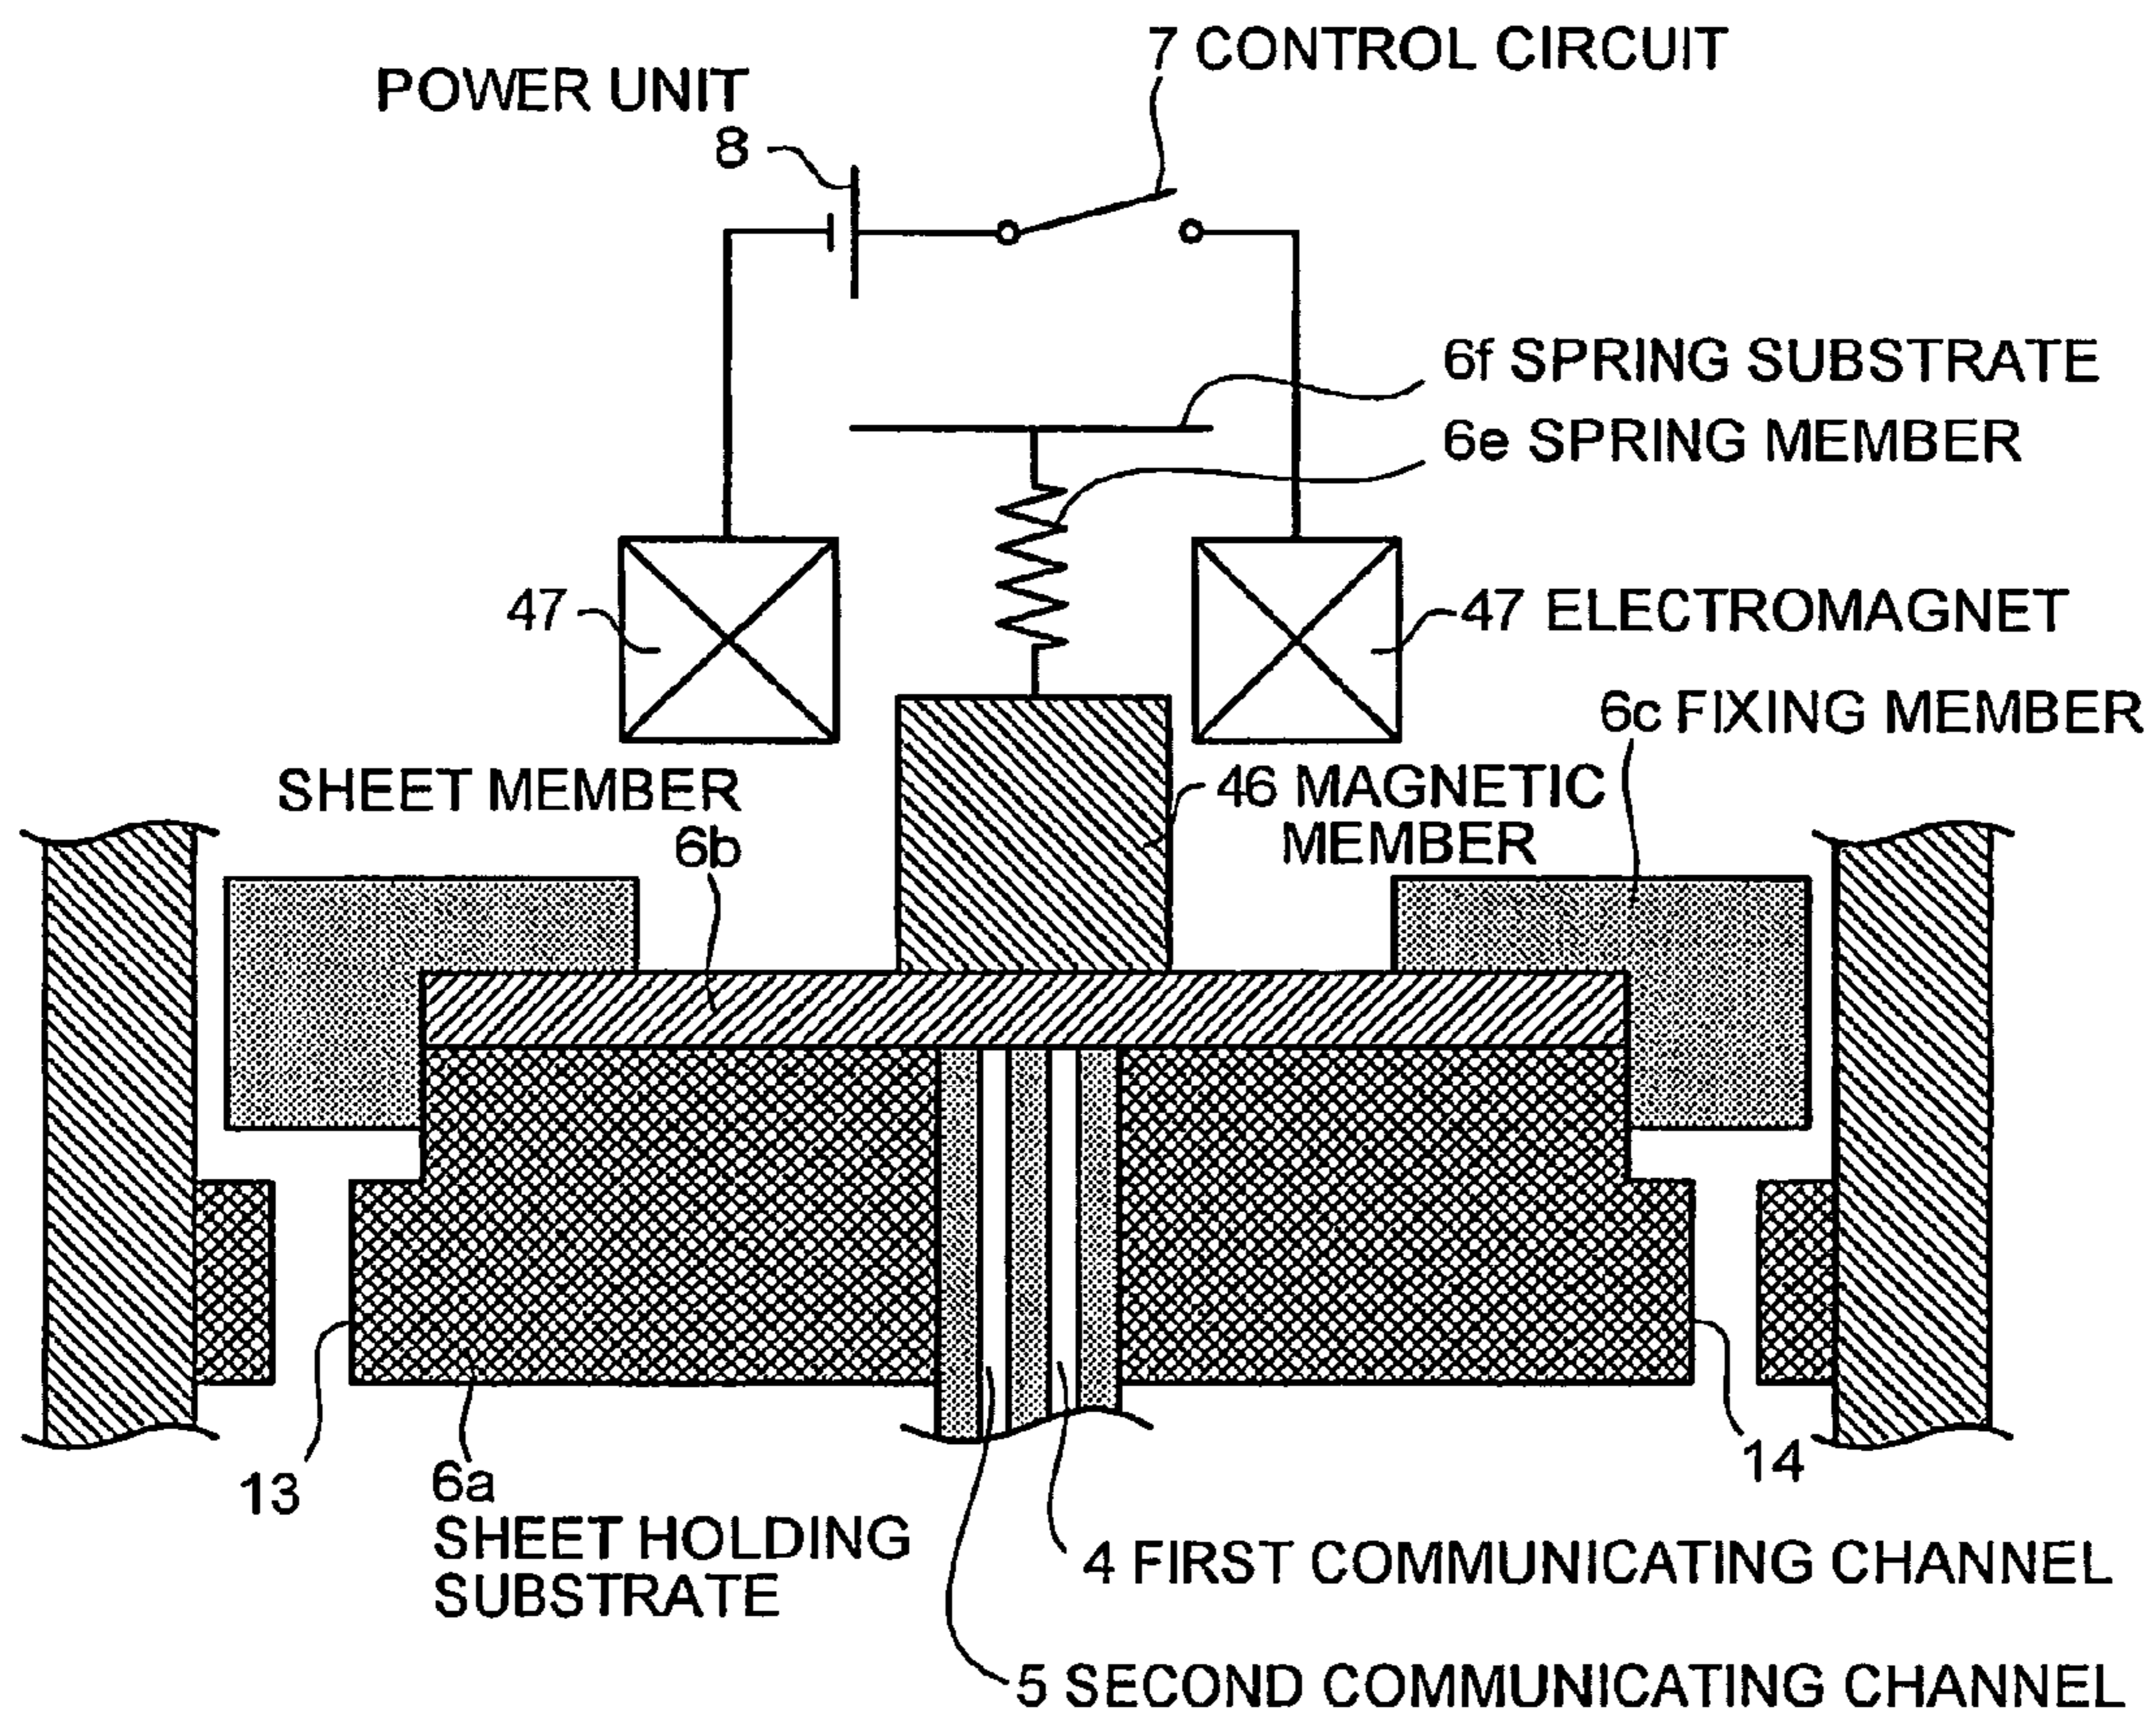 7 CONTROL CIRCUIT
POWER UNIT
8
6f SPRING SUBSTRATE
6e SPRING MEMBER
47
47 ELECTROMAGNET
6c FIXING MEMBER
SHEET MEMBER
6b
46 MAGNETIC
MEMBER
13
6a
SHEET HOLDING
SUBSTRATE
14
4 FIRST COMMUNICATING CHANNEL
5 SECOND COMMUNICATING CHANNEL